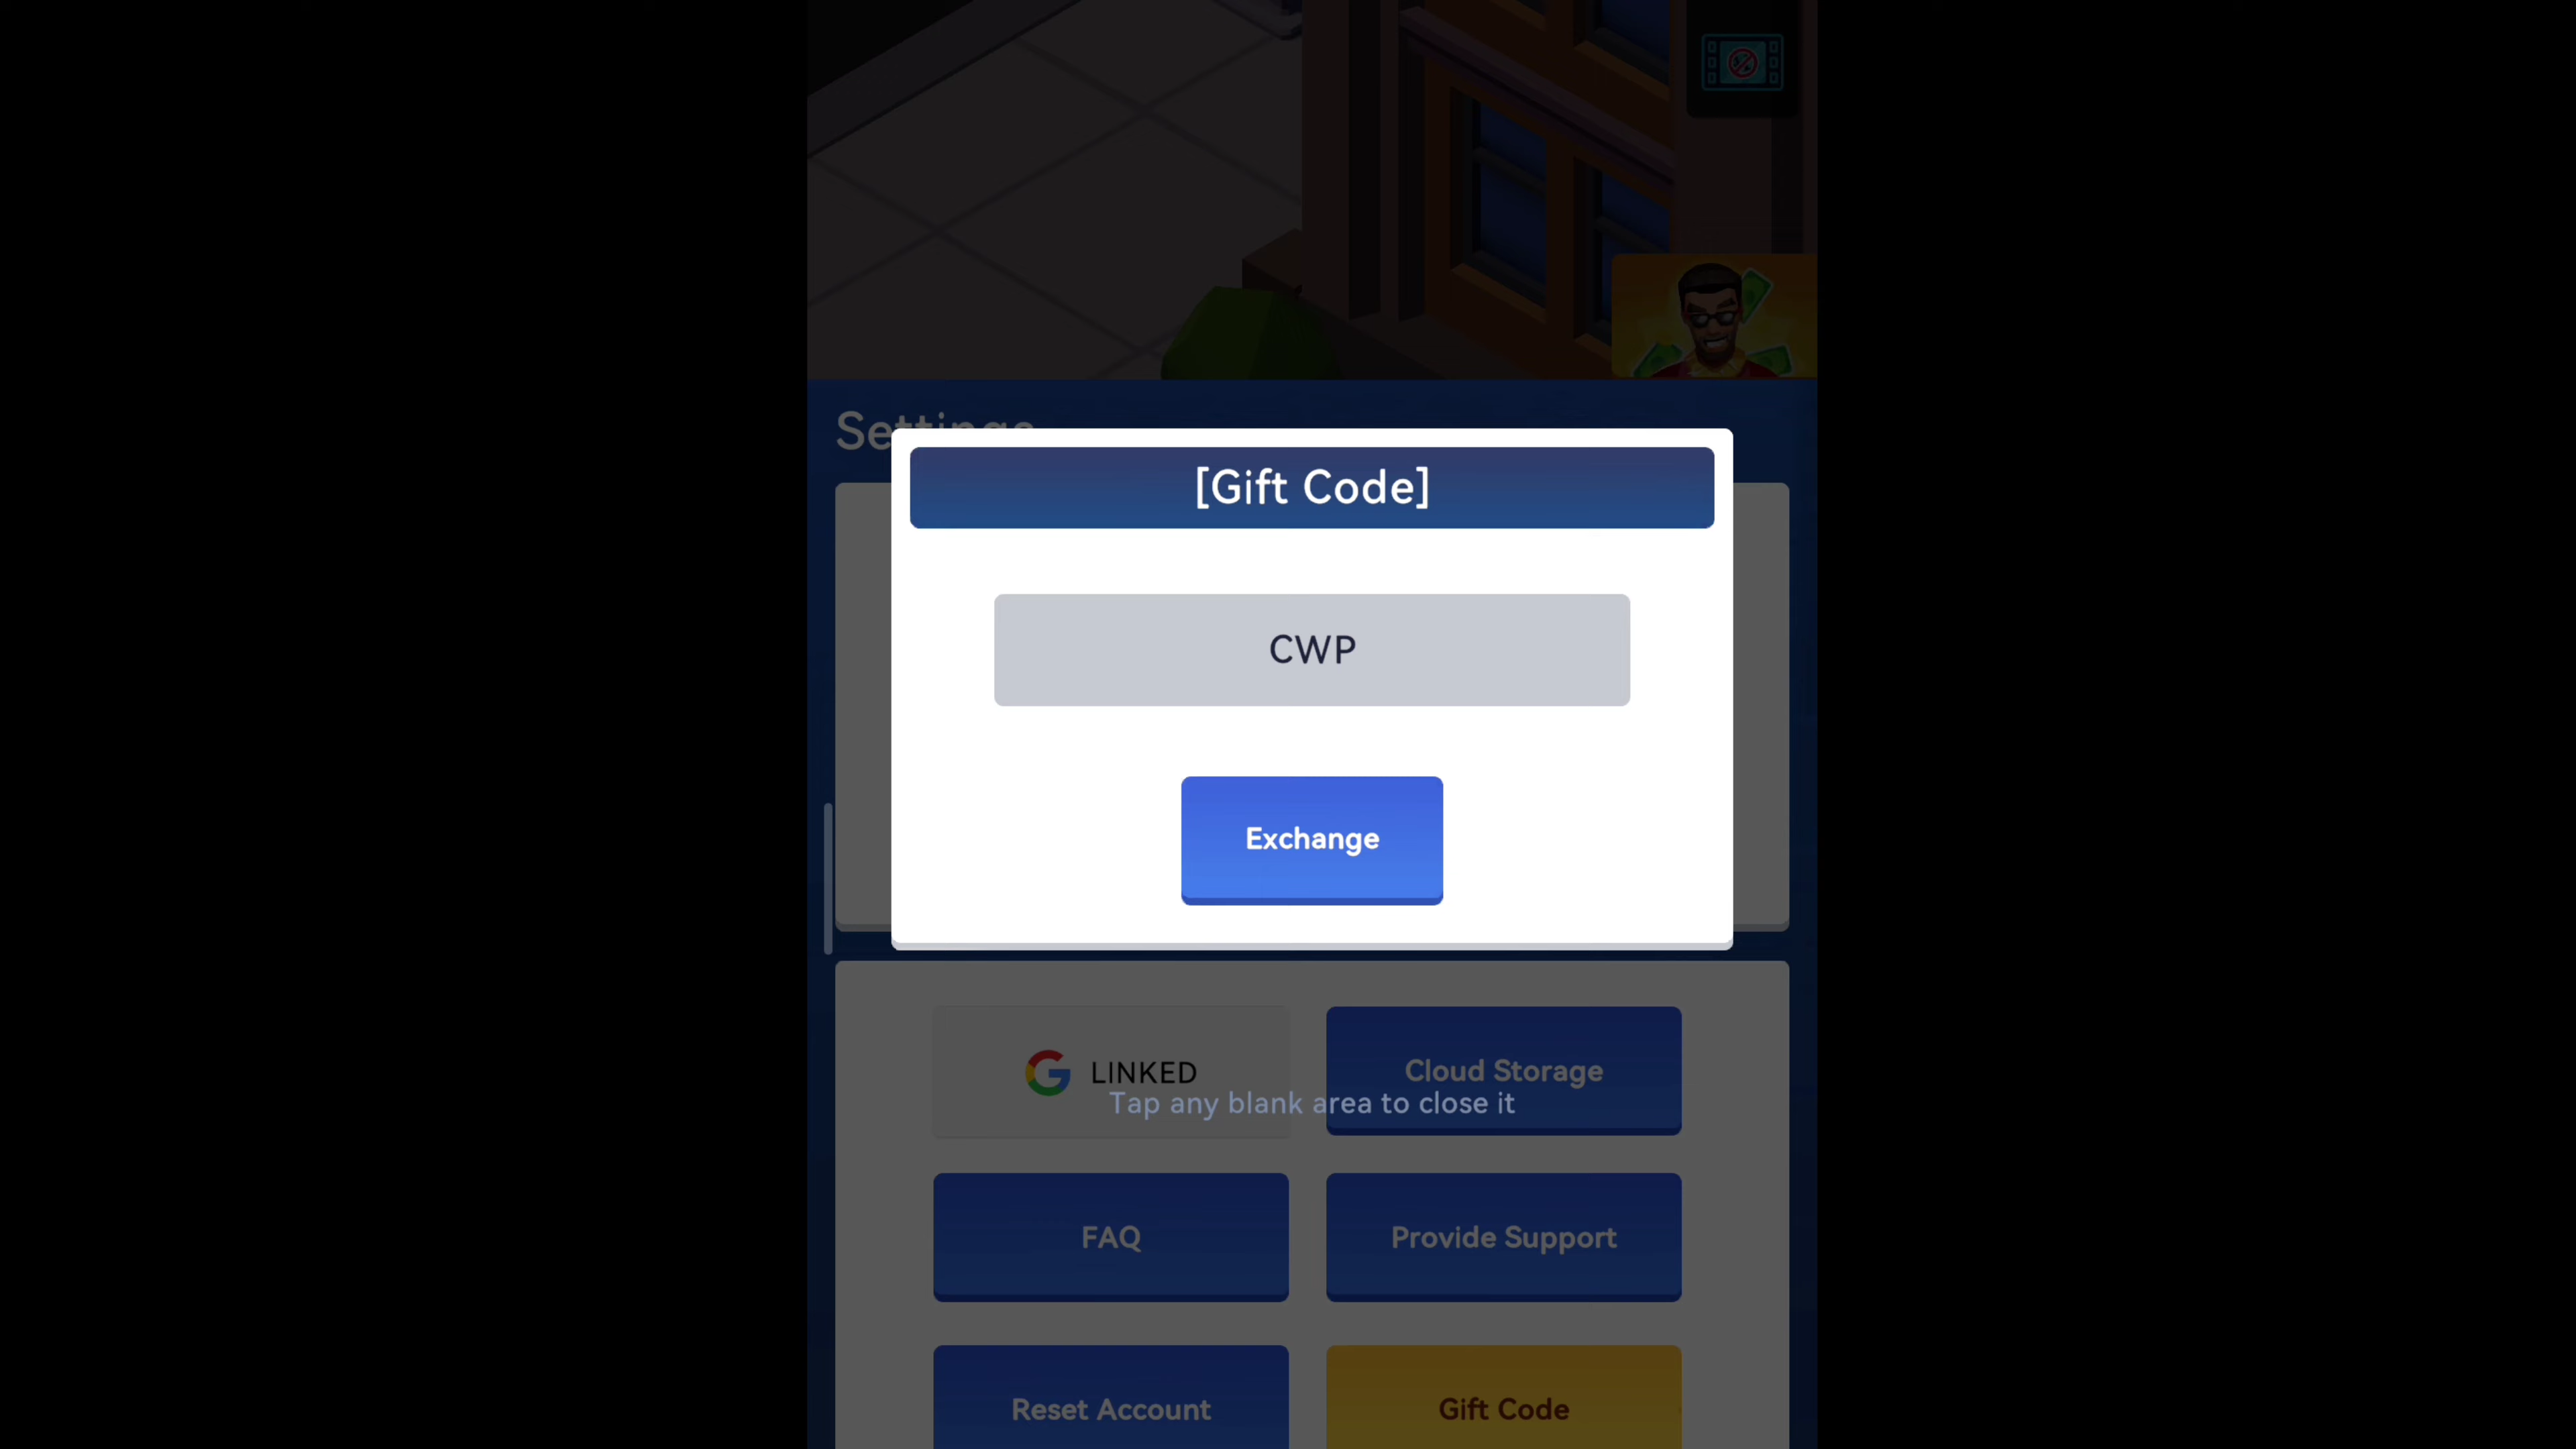 Settings
[Gift Code]
CWP
Exchange
LINKED
Cloud Storage
Tap any blank area to close it
FAQ
Provide Support
Reset Account
Gift Code